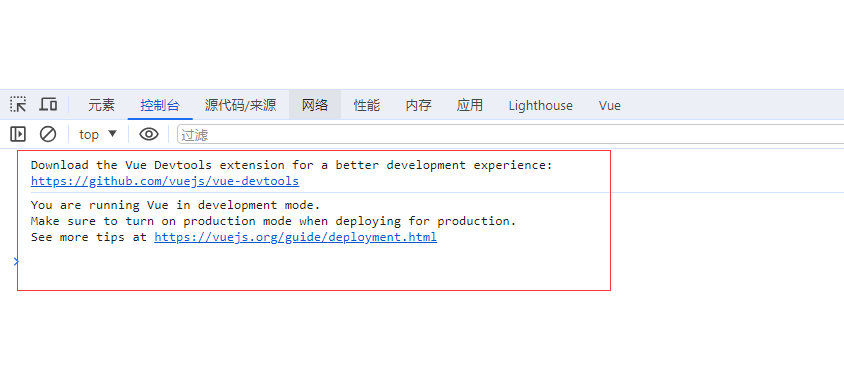 元素 控制台 源代码/来源 网络 性能 内存 应用 Lighthouse Vue
top 过滤
Download the Vue Devtools extension for a better development experience:
https://github.com/vuejs/vue-devtools
You are running Vue in development mode.
Make sure to turn on production mode when deploying for production.
See more tips at https://vuejs.org/guide/deployment.html